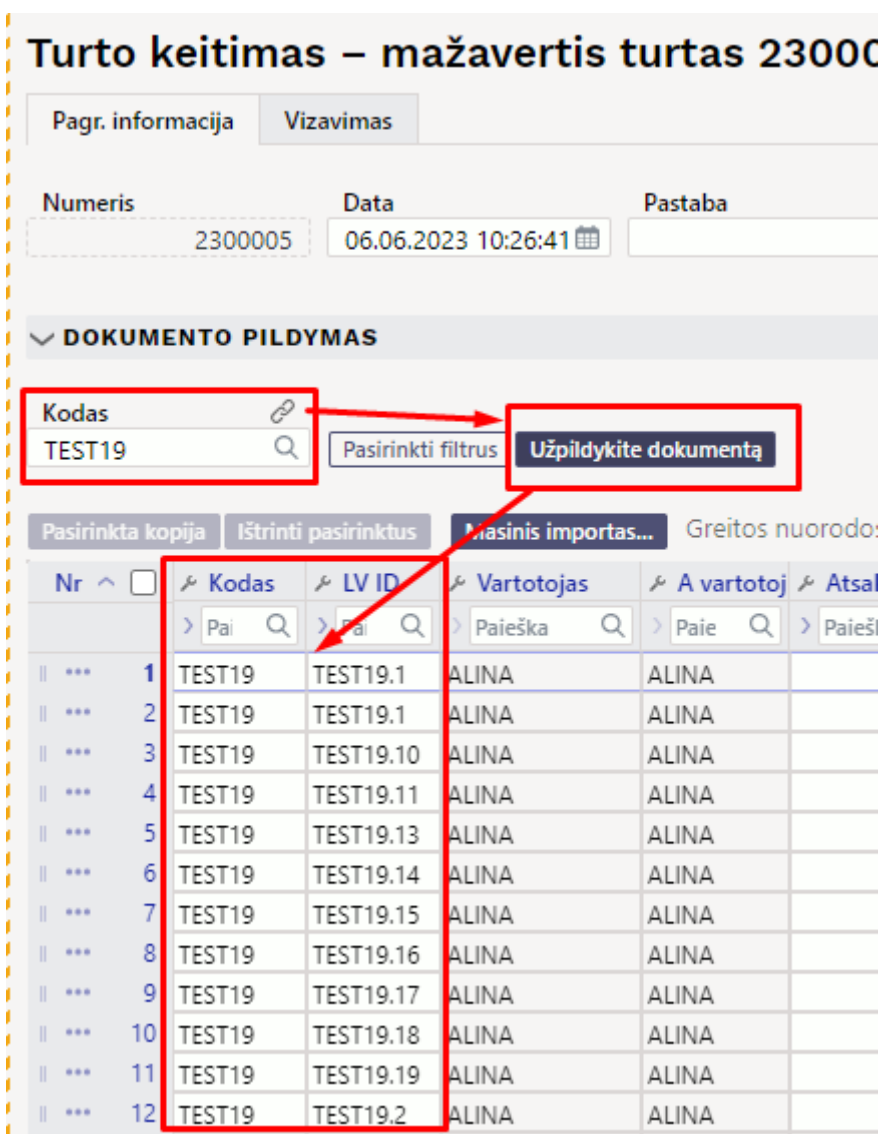 Turto keitimas – mažavertis turtas 2300
Pagr. informacija Vizavimas
Numeris Data Pastaba
2300005 06.06.2023 10:26:41
DOKUMENTO PILDYMAS
Kodas
TEST19 Pasirinkti filtrus Užpildykite dokumentą
Pasirinkta kopija Ištrinti pasirinktus Masinis importas... Greitos nuorodos
Nr Kodas LV ID Vartotojas A vartotoj Atsal
Pai Pai Paieška Paie Paiešl
1 TEST19 TEST19.1 ALINA ALINA
2 TEST19 TEST19.1 ALINA ALINA
3 TEST19 TEST19.10 ALINA ALINA
4 TEST19 TEST19.11 ALINA ALINA
5 TEST19 TEST19.13 ALINA ALINA
6 TEST19 TEST19.14 ALINA ALINA
7 TEST19 TEST19.15 ALINA ALINA
8 TEST19 TEST19.16 ALINA ALINA
9 TEST19 TEST19.17 ALINA ALINA
10 TEST19 TEST19.18 ALINA ALINA
11 TEST19 TEST19.19 ALINA ALINA
12 TEST19 TEST19.2 ALINA ALINA